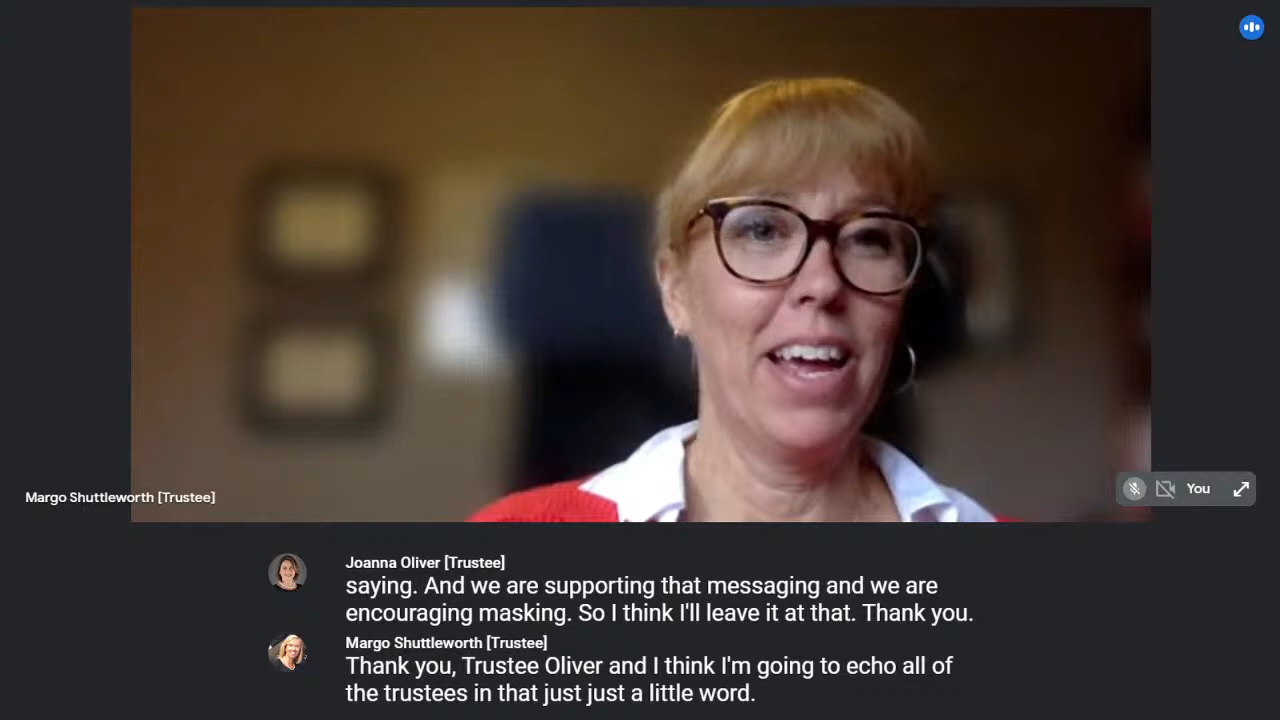 Margo Shuttleworth [Trustee]
You
Joanna Oliver [Trustee]
saying. And we are supporting that messaging and we are
encouraging masking. So I think I'll leave it at that. Thank you.
Margo Shuttleworth [Trustee]
Thank you, Trustee Oliver and I think I'm going to echo all of
the trustees in that just just a little word.